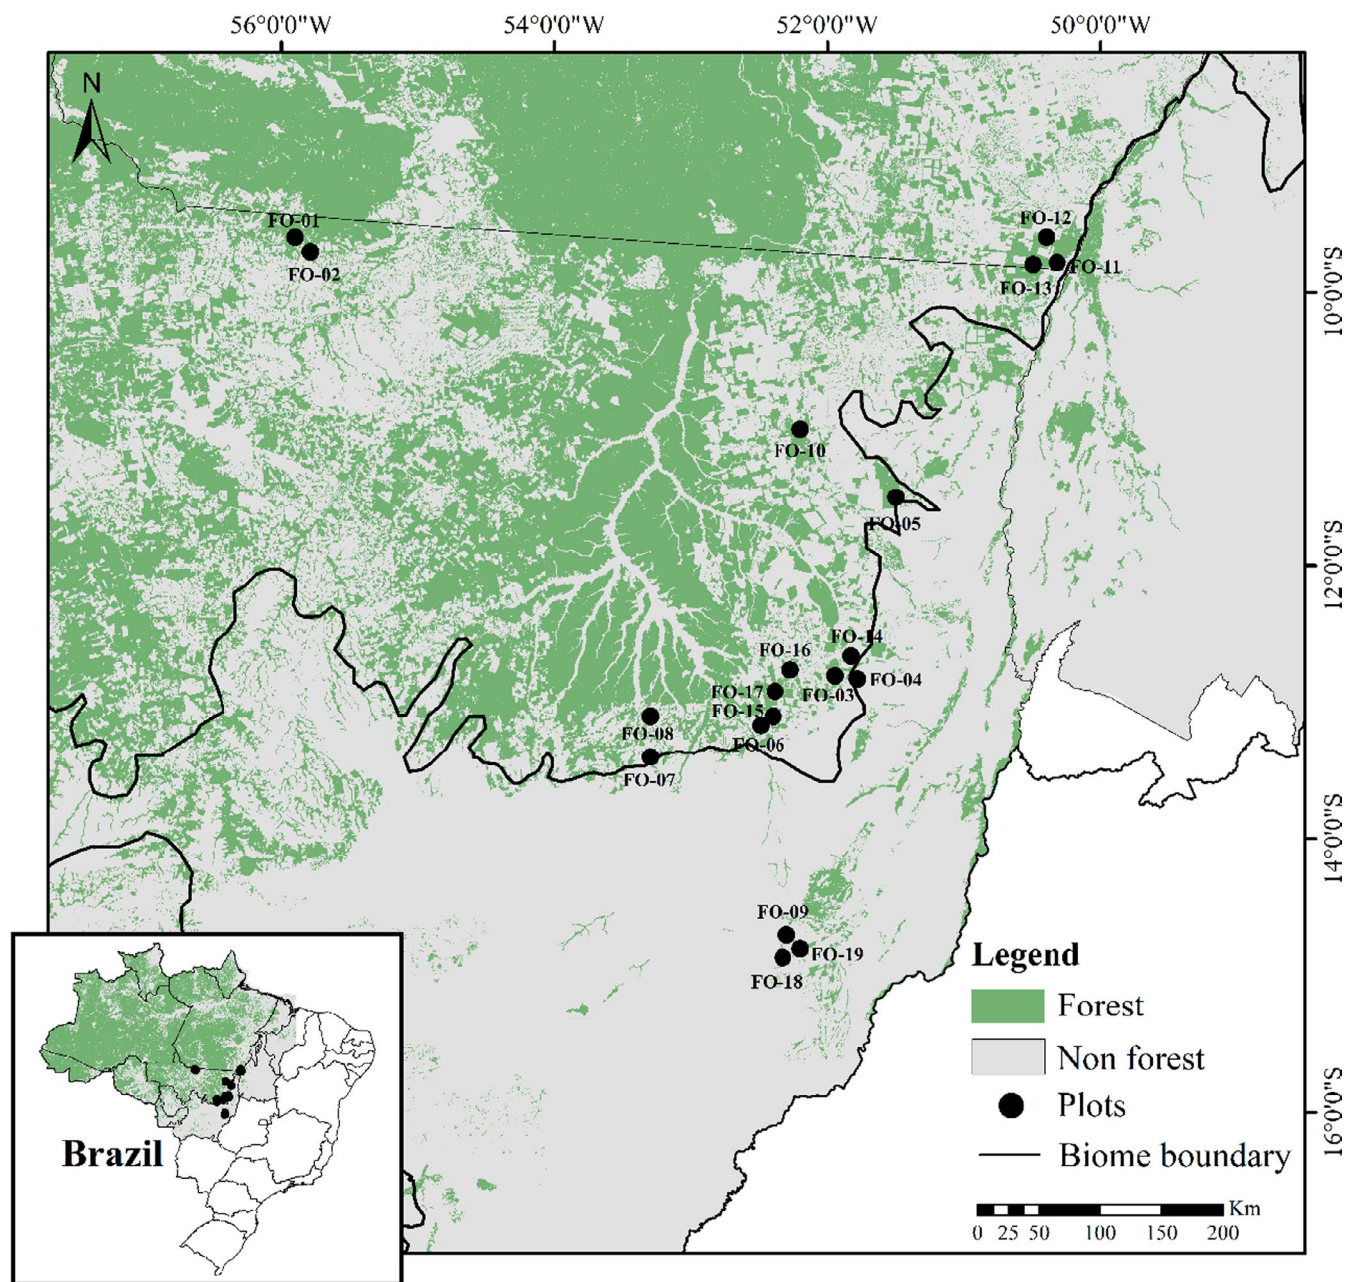 56°0'0"W
54°0'0"W
52°0'0"W
50°0'0"W
N
FO-01
FO-02
FO-12
FO-11
FO-13
10°0'0"S
FO-10
FO-05
12°0'0"S
FO-14
FO-16
FO-03
FO-04
FO-17
FO-15
FO-08
FO-06
FO-07
14°0'0"S
FO-09
FO-19
FO-18
Legend
Forest
Non forest
Plots
Biome boundary
16°0'0"S
Km
0 25 50 100 150 200
Brazil